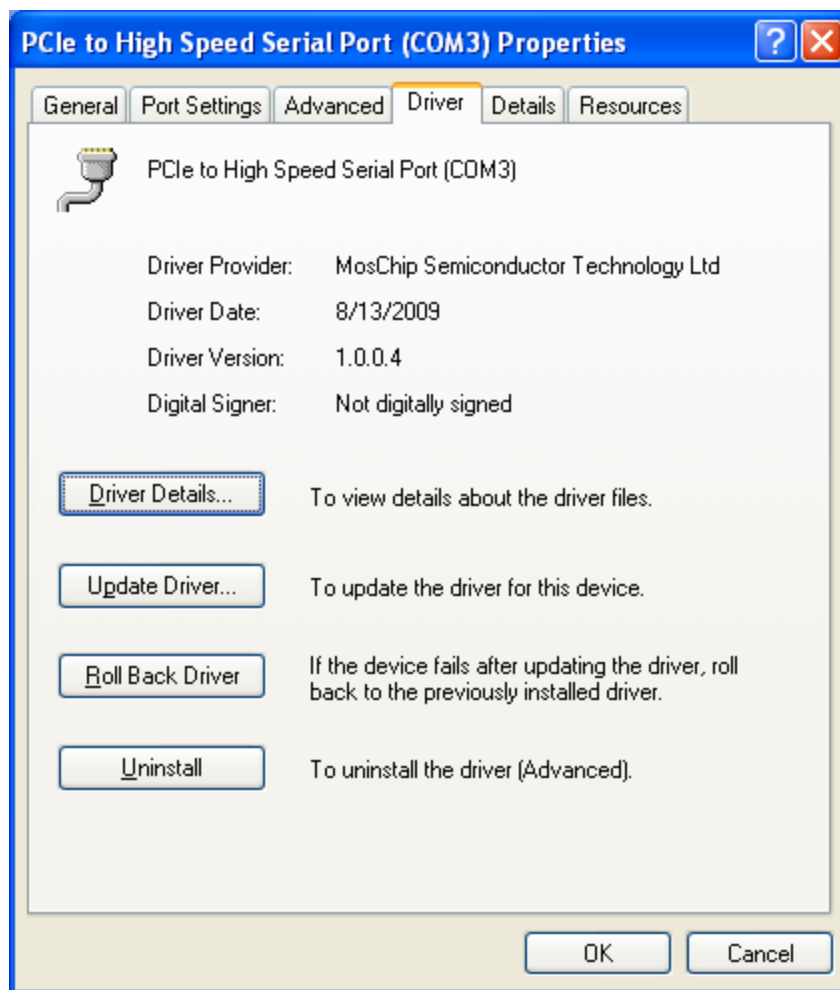 PCIe to High Speed Serial Port (COM3) Properties
General Port Settings Advanced Driver Details Resources
PCIe to High Speed Serial Port (COM3)
Driver Provider: MosChip Semiconductor Technology Ltd
Driver Date: 8/13/2009
Driver Version: 1.0.0.4
Digital Signer: Not digitally signed
Driver Details... To view details about the driver files.
Update Driver... To update the driver for this device.
Roll Back Driver If the device fails after updating the driver, roll
back to the previously installed driver.
Uninstall To uninstall the driver (Advanced).
OK Cancel